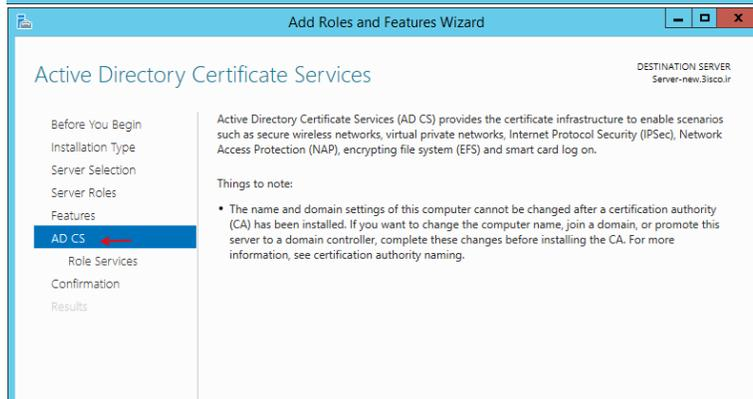 Add Roles and Features Wizard
Active Directory Certificate Services
DESTINATION SERVER
Server-new.3isco.ir
Before You Begin
Installation Type
Server Selection
Server Roles
Features
AD CS
Role Services
Confirmation
Results
Active Directory Certificate Services (AD CS) provides the certificate infrastructure to enable scenarios
such as secure wireless networks, virtual private networks, Internet Protocol Security (IPSec), Network
Access Protection (NAP), encrypting file system (EFS) and smart card log on.
Things to note:
• The name and domain settings of this computer cannot be changed after a certification authority
(CA) has been installed. If you want to change the computer name, join a domain, or promote this
server to a domain controller, complete these changes before installing the CA. For more
information, see certification authority naming.